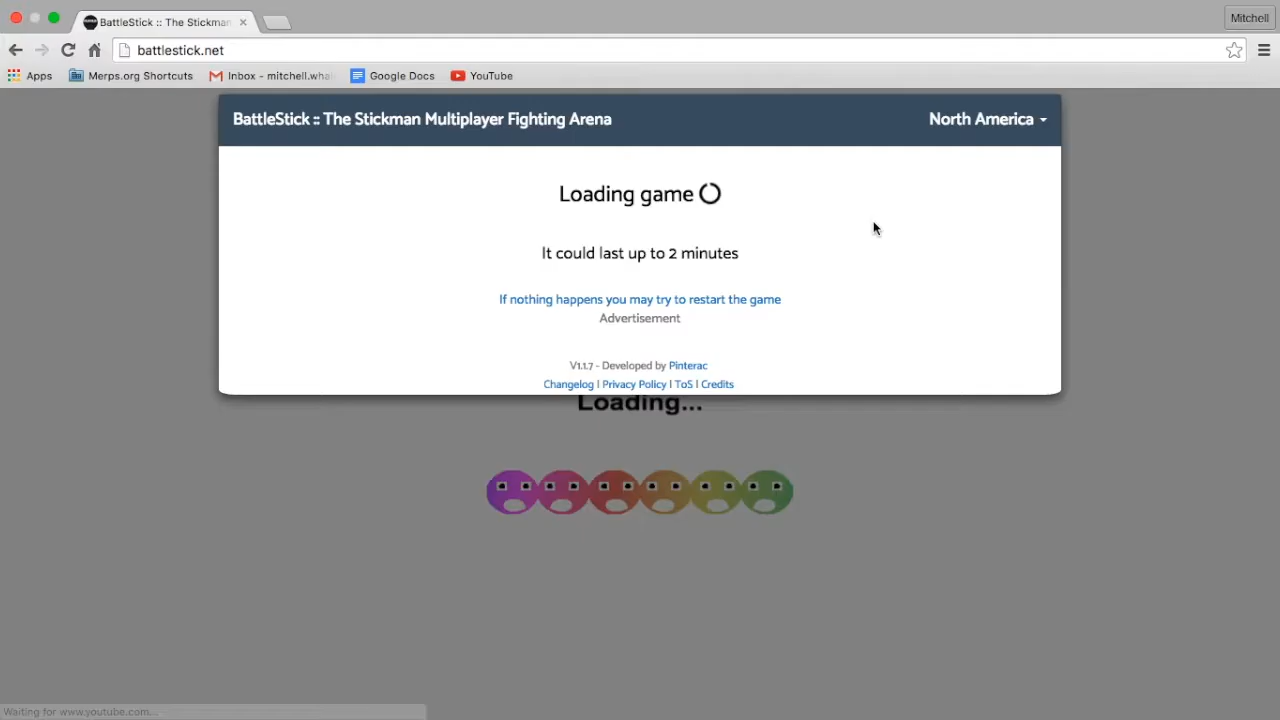 BattleStick :: The Stickman
Mitchell
battlestick.net
Apps Merps.org Shortcuts Inbox - mitchell.wha Google Docs YouTube
BattleStick :: The Stickman Multiplayer Fighting Arena North America
Loading game
It could last up to 2 minutes
If nothing happens you may try to restart the game
Advertisement
V1.1.7 - Developed by Pinterac
Changelog | Privacy Policy | ToS | Credits
Loading...
Waiting for www.youtube.com...